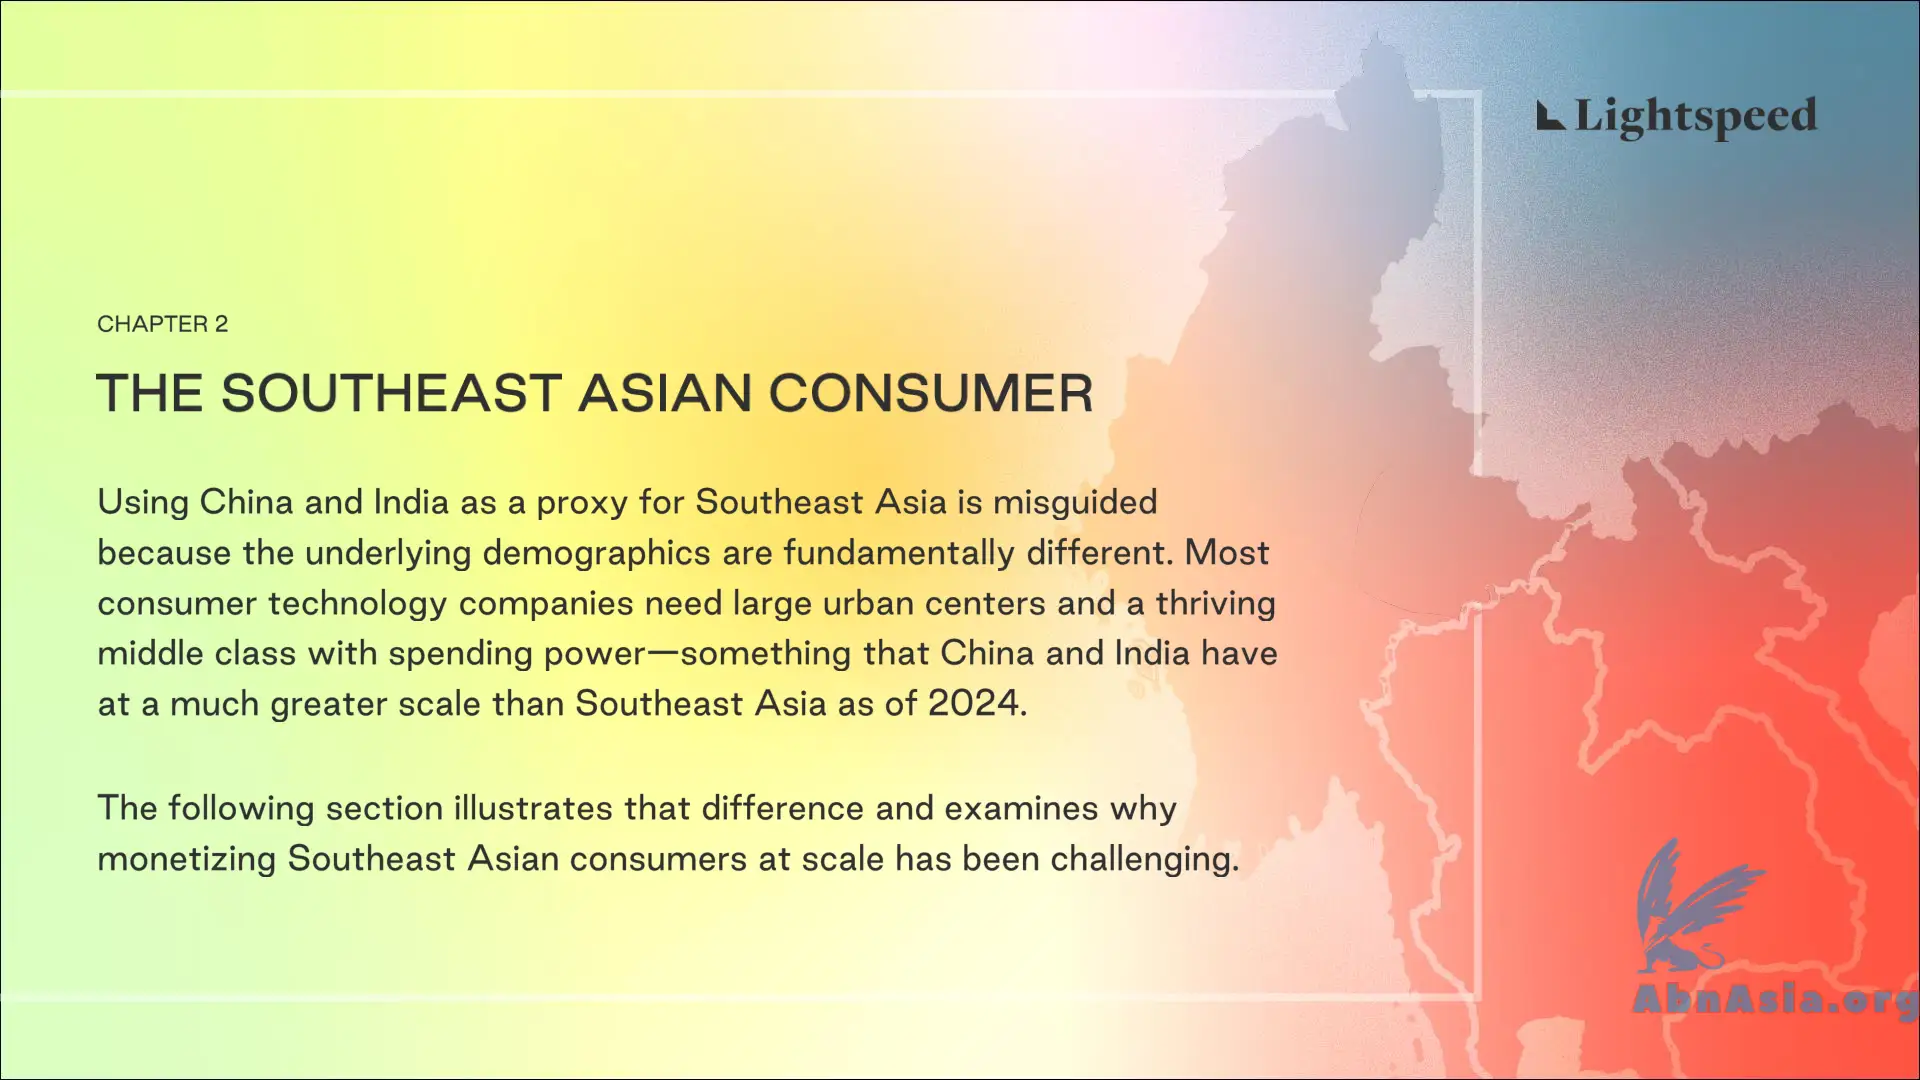 Lightspeed
CHAPTER 2
THE SOUTHEAST ASIAN CONSUMER
Using China and India as a proxy for Southeast Asia is misguided
because the underlying demographics are fundamentally different. Most
consumer technology companies need large urban centers and a thriving
middle class with spending power—something that China and India have
at a much greater scale than Southeast Asia as of 2024.
The following section illustrates that difference and examines why
monetizing Southeast Asian consumers at scale has been challenging.
AbnAsia.org